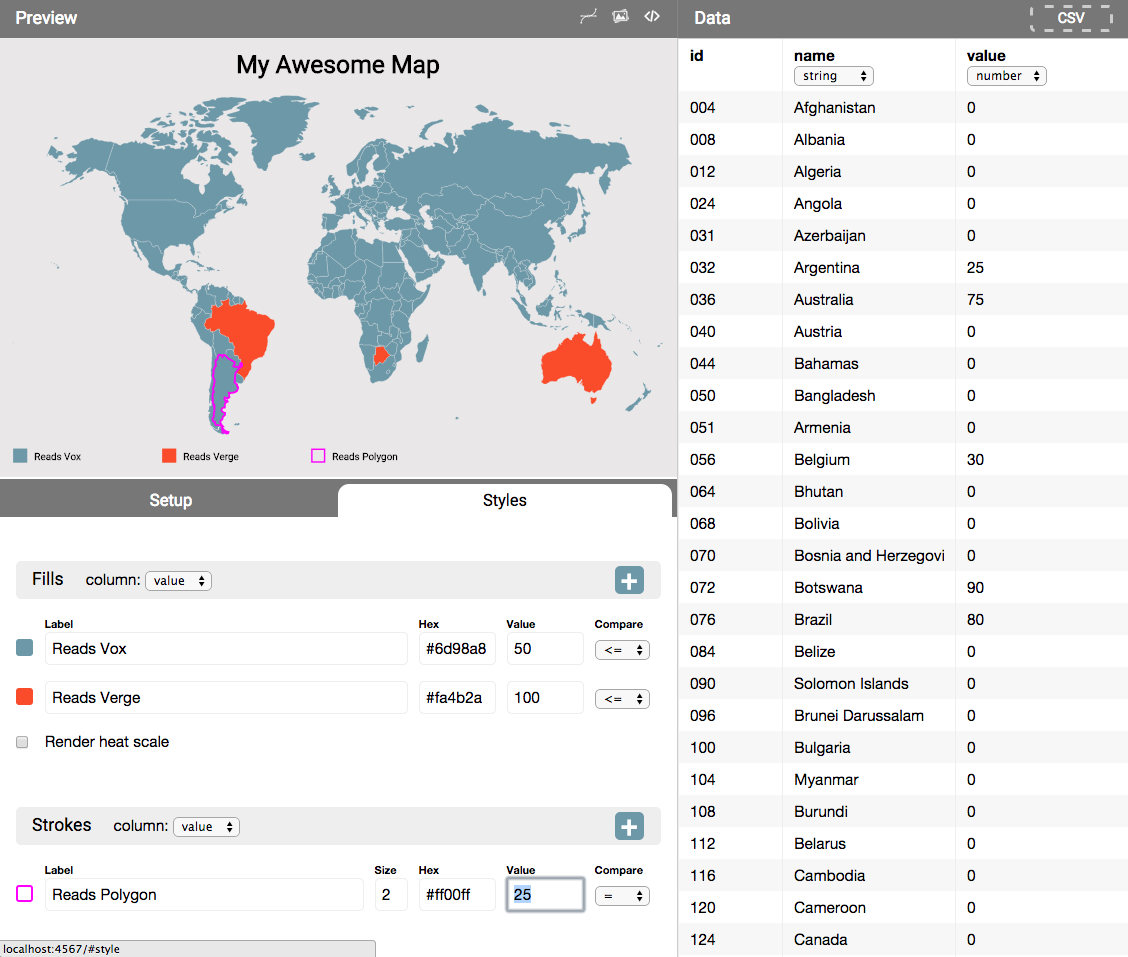 Preview
My Awesome Map
Reads Vox
Reads Verge
Reads Polygon
Setup
Styles
Fills column: value
Label Hex Value Compare
Reads Vox #6d98a8 50 <=
Reads Verge #fa4b2a 100 <=
Render heat scale
Strokes column: value
Label Size Hex Value Compare
Reads Polygon 2 #ff00ff 25 =
localhost:4567/#style
Data CSV
id name value
string number
004 Afghanistan 0
008 Albania 0
012 Algeria 0
024 Angola 0
031 Azerbaijan 0
032 Argentina 25
036 Australia 75
040 Austria 0
044 Bahamas 0
050 Bangladesh 0
051 Armenia 0
056 Belgium 30
064 Bhutan 0
068 Bolivia 0
070 Bosnia and Herzegovi 0
072 Botswana 90
076 Brazil 80
084 Belize 0
090 Solomon Islands 0
096 Brunei Darussalam 0
100 Bulgaria 0
104 Myanmar 0
108 Burundi 0
112 Belarus 0
116 Cambodia 0
120 Cameroon 0
124 Canada 0